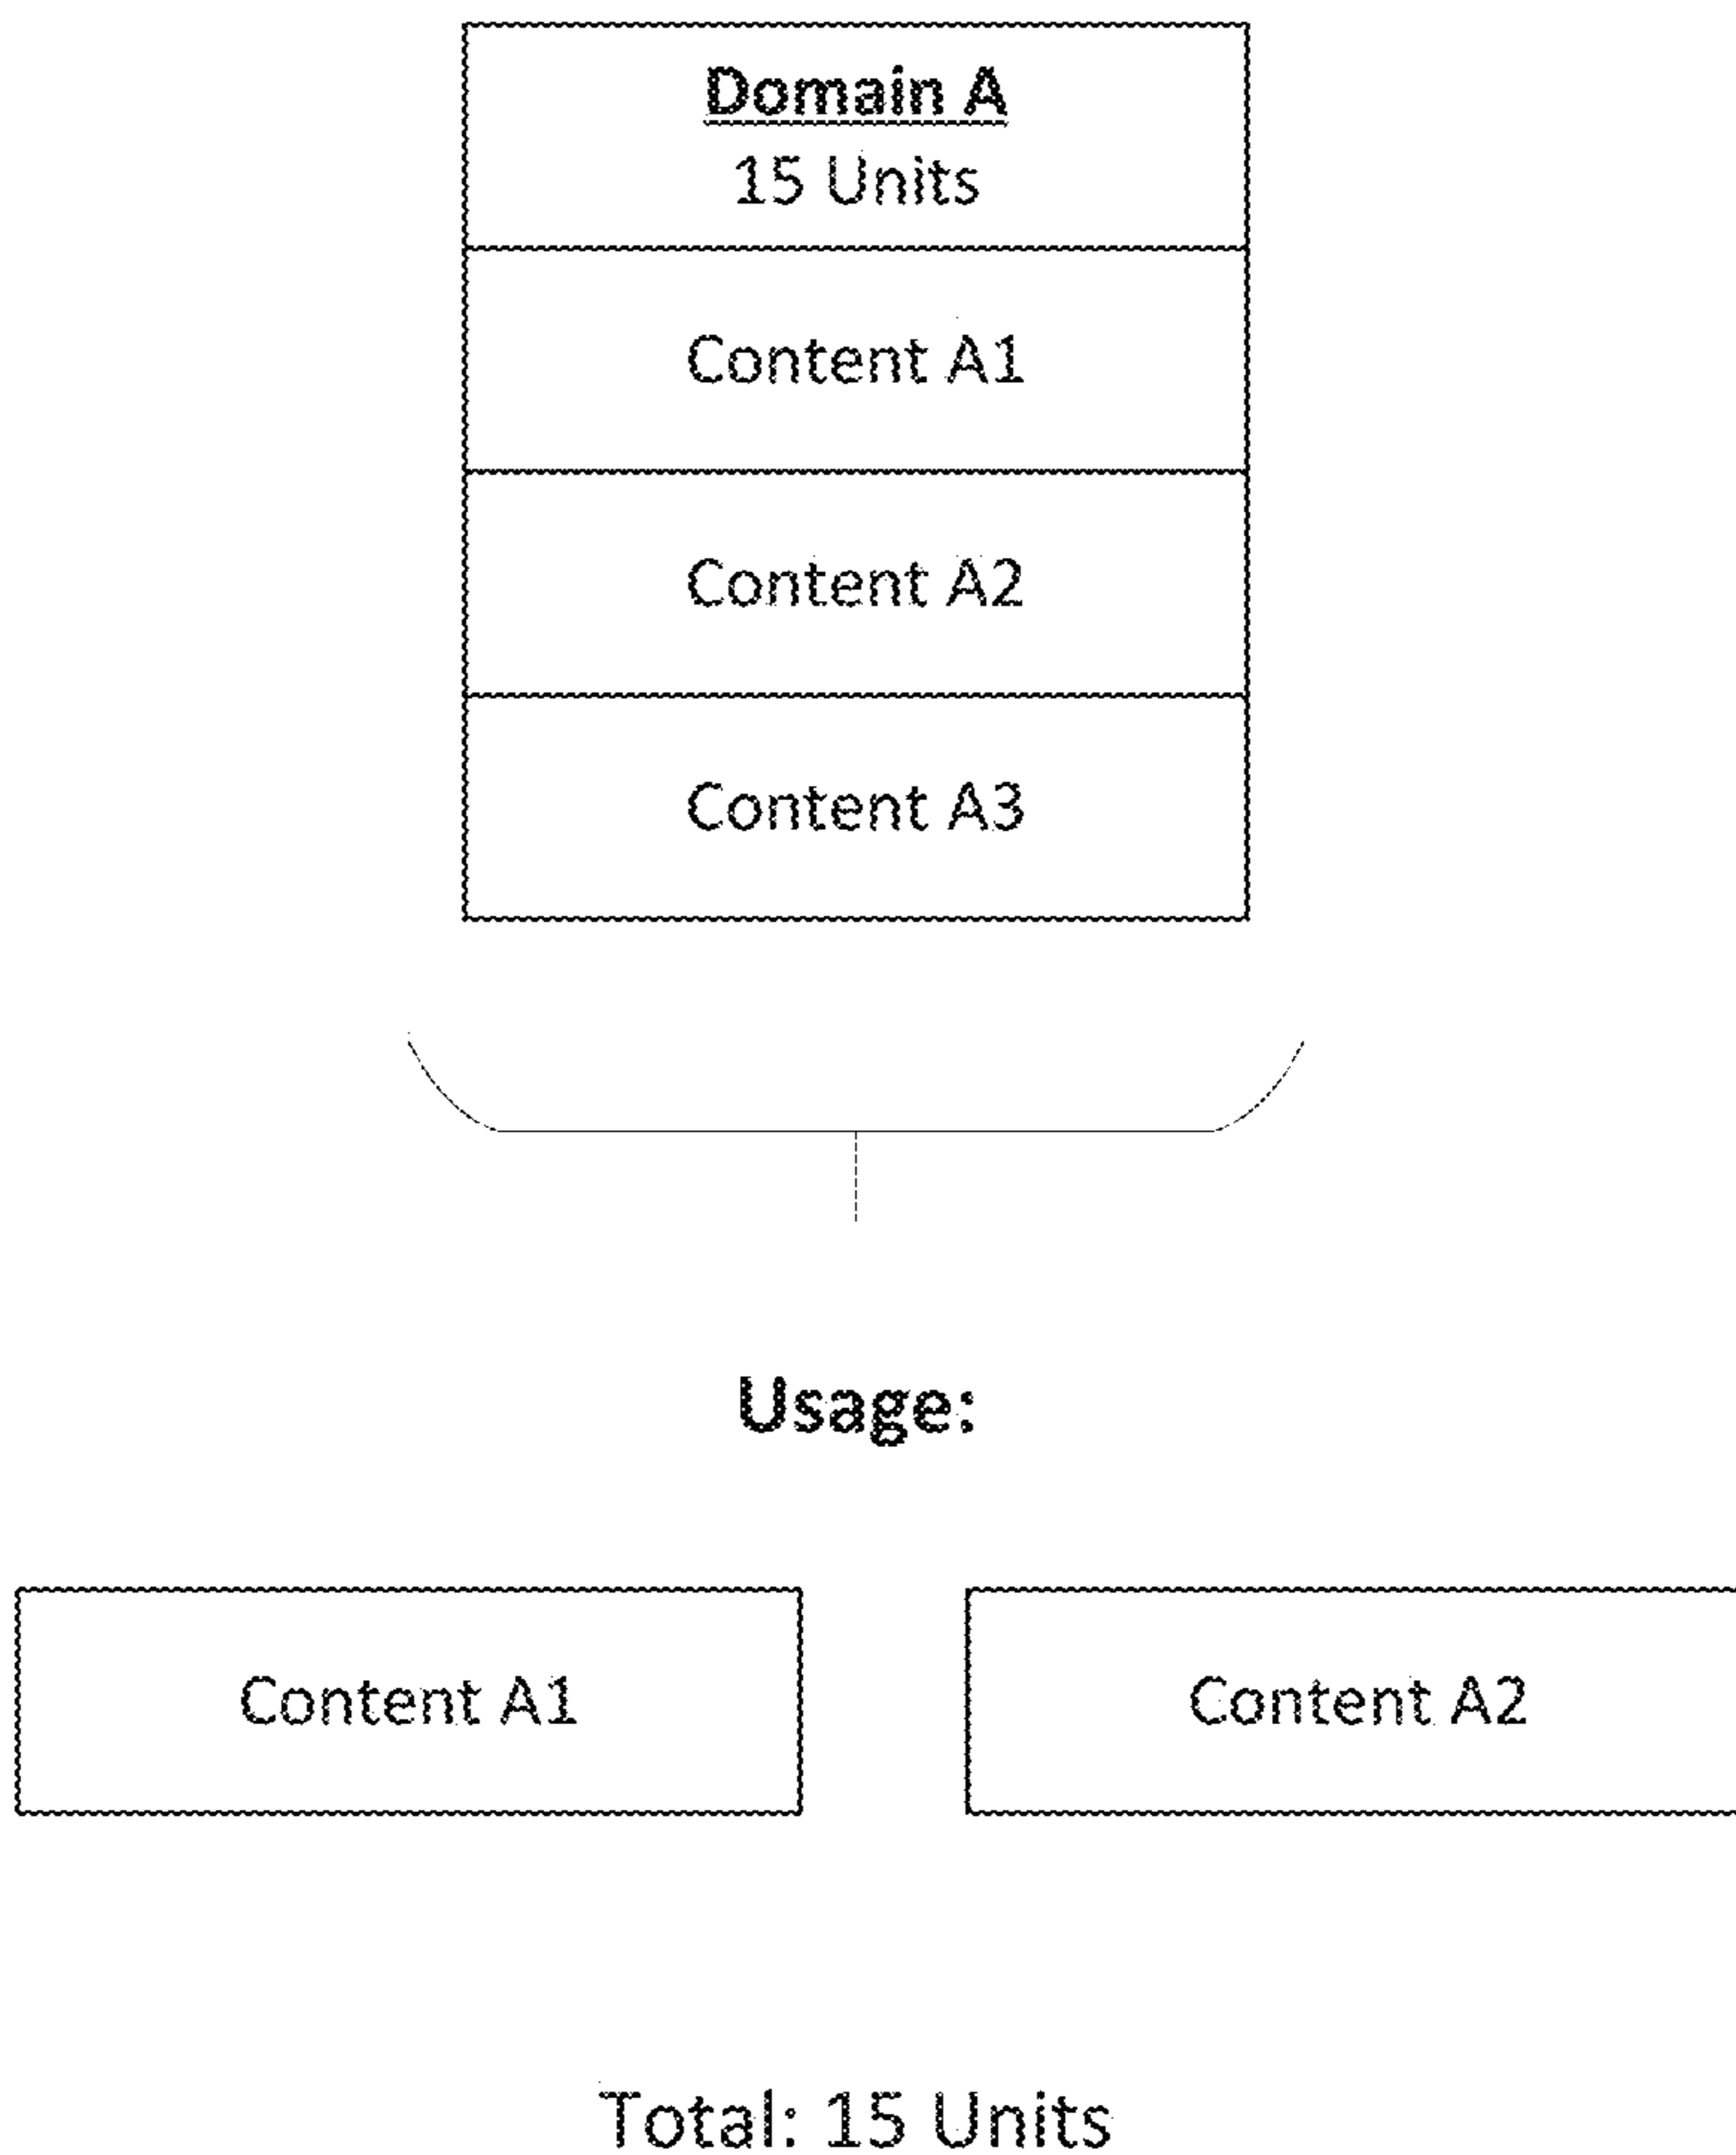 Domain A
15 Units
Content A1
Content A2
Content A3
Usage:
Content A1
Content A2
Total: 15 Units